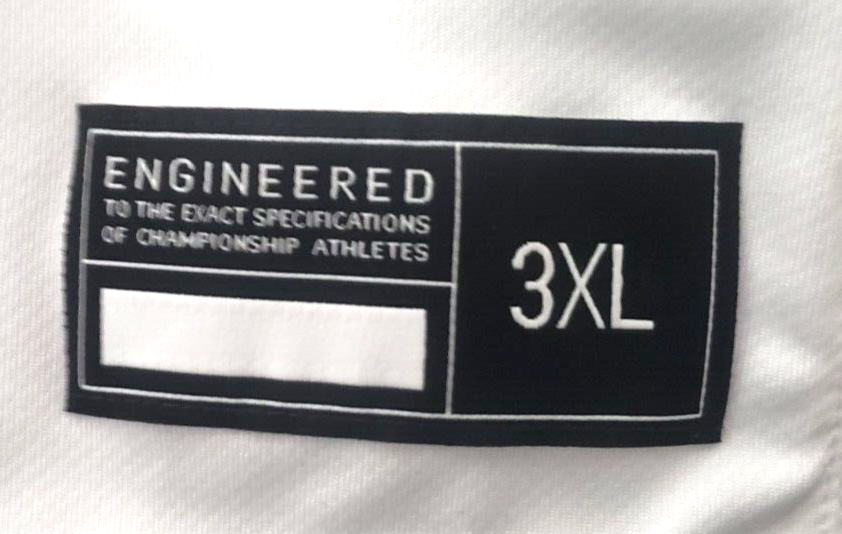 ENGINEERED
TO THE EXACT SPECIFICATIONS
OF CHAMPIONSHIP ATHLETES
3XL